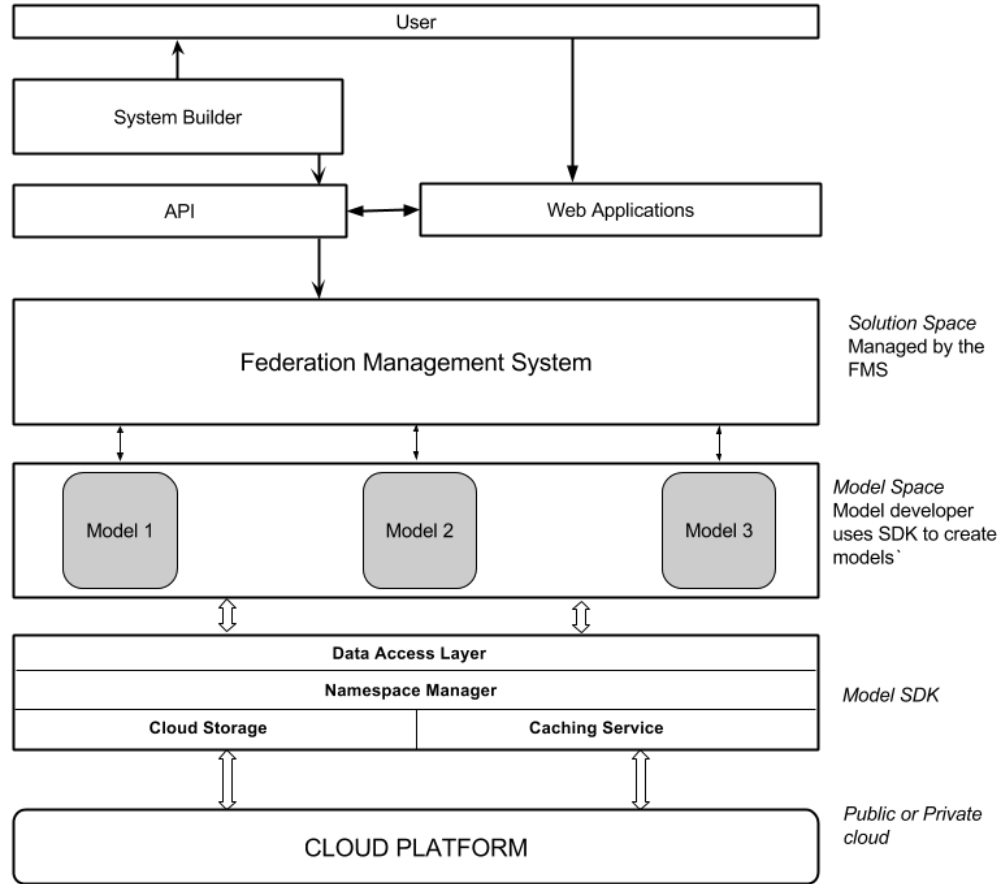 User
System Builder
API
Web Applications
Federation Management System
Solution Space
Managed by the
FMS
Model 1
Model 2
Model 3
Model Space
Model developer
uses SDK to create
models`
Data Access Layer
Namespace Manager
Cloud Storage
Caching Service
Model SDK
CLOUD PLATFORM
Public or Private
cloud